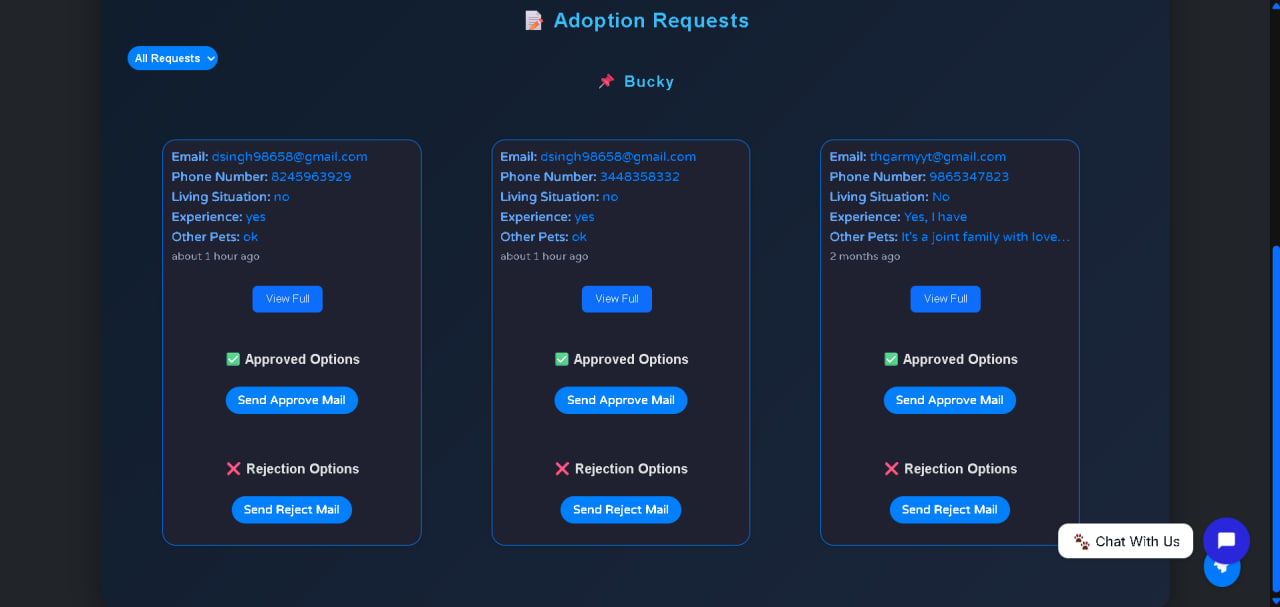 Adoption Requests
All Requests
Bucky
Email: dsingh98658@gmail.com
Phone Number: 8245963929
Living Situation: no
Experience: yes
Other Pets: ok
about 1 hour ago
View Full
Approved Options
Send Approve Mail
Rejection Options
Send Reject Mail
Email: dsingh98658@gmail.com
Phone Number: 3448358332
Living Situation: no
Experience: yes
Other Pets: ok
about 1 hour ago
View Full
Approved Options
Send Approve Mail
Rejection Options
Send Reject Mail
Email: thgarmyyt@gmail.com
Phone Number: 9865347823
Living Situation: No
Experience: Yes, I have
Other Pets: It's a joint family with love...
2 months ago
View Full
Approved Options
Send Approve Mail
Rejection Options
Send Reject Mail
Chat With Us